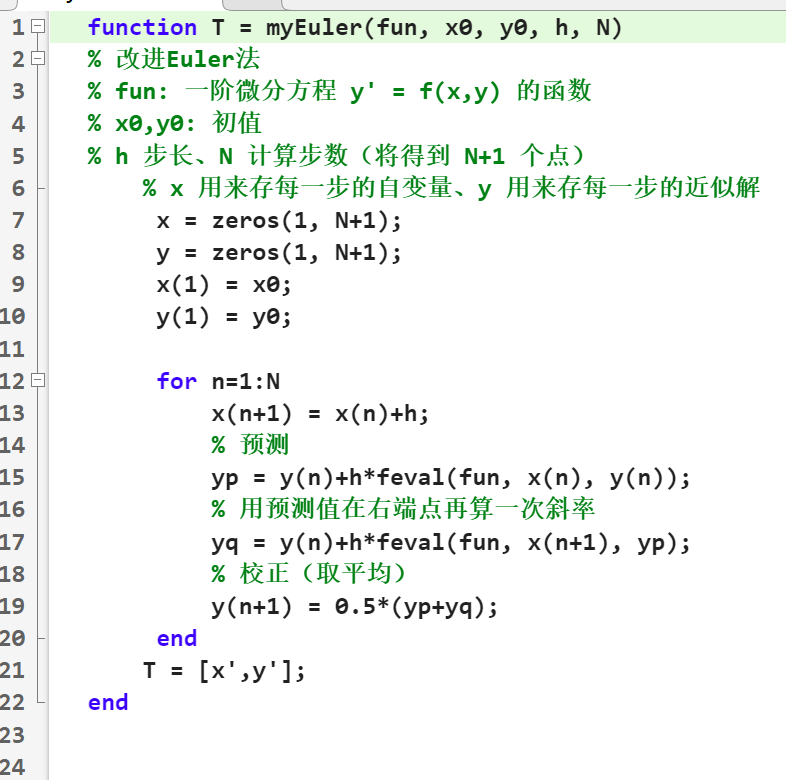 1 function T = myEuler(fun, x0, y0, h, N)
2 % 改进Euler法
3 % fun: 一阶微分方程 y' = f(x,y) 的函数
4 % x0,y0: 初值
5 % h 步长、N 计算步数（将得到 N+1 个点）
6 % x 用来存每一步的自变量、y 用来存每一步的近似解
7 x = zeros(1, N+1);
8 y = zeros(1, N+1);
9 x(1) = x0;
10 y(1) = y0;
11
12 for n=1:N
13 x(n+1) = x(n)+h;
14 % 预测
15 yp = y(n)+h*feval(fun, x(n), y(n));
16 % 用预测值在右端点再算一次斜率
17 yq = y(n)+h*feval(fun, x(n+1), yp);
18 % 校正（取平均）
19 y(n+1) = 0.5*(yp+yq);
20 end
21 T = [x',y'];
22 end
23
24